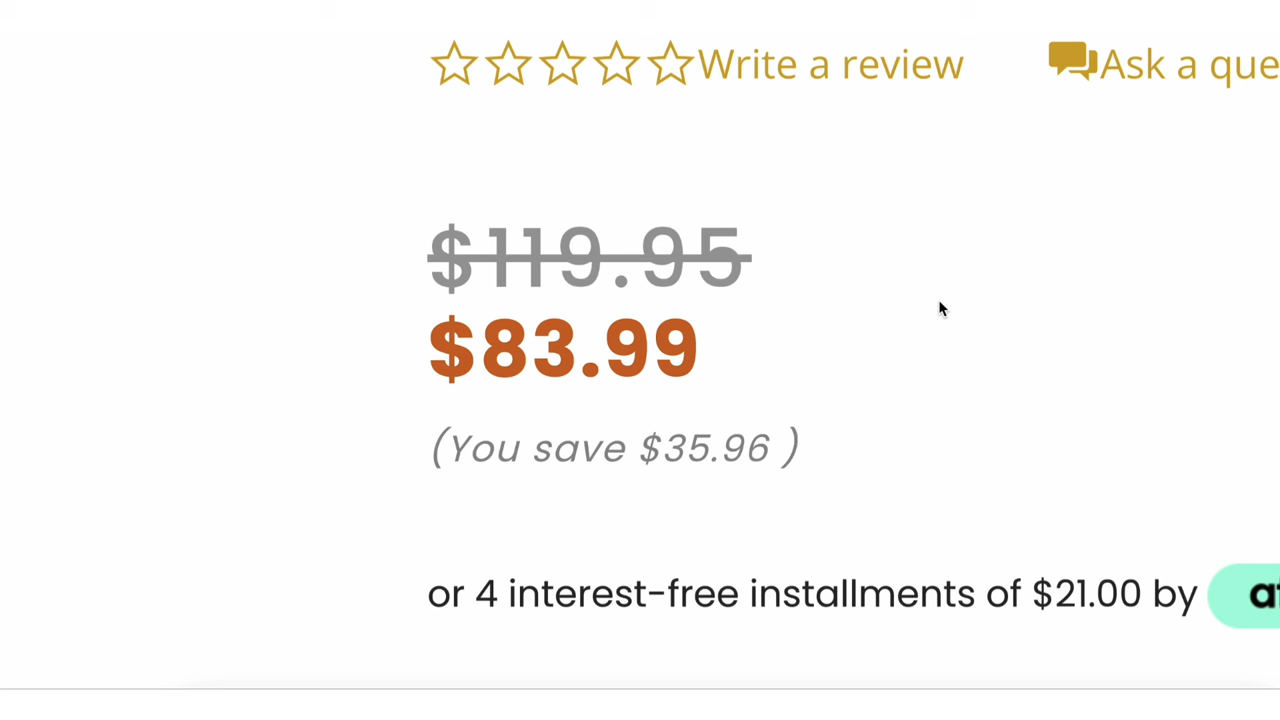 Write a review
Ask a que
$119.95
$83.99
(You save $35.96 )
or 4 interest-free installments of $21.00 by